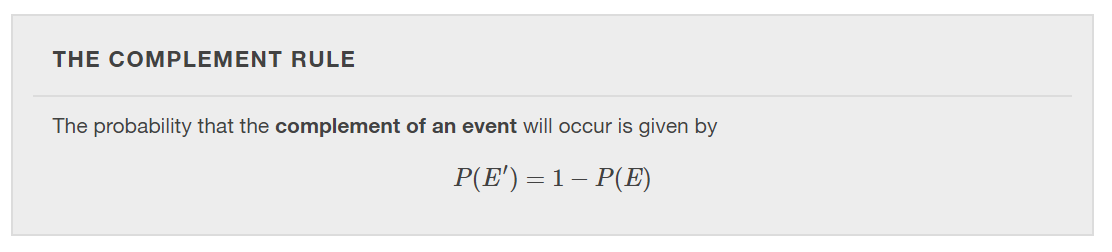 THE COMPLEMENT RULE
The probability that the complement of an event will occur is given by
P(E′) = 1 − P(E)